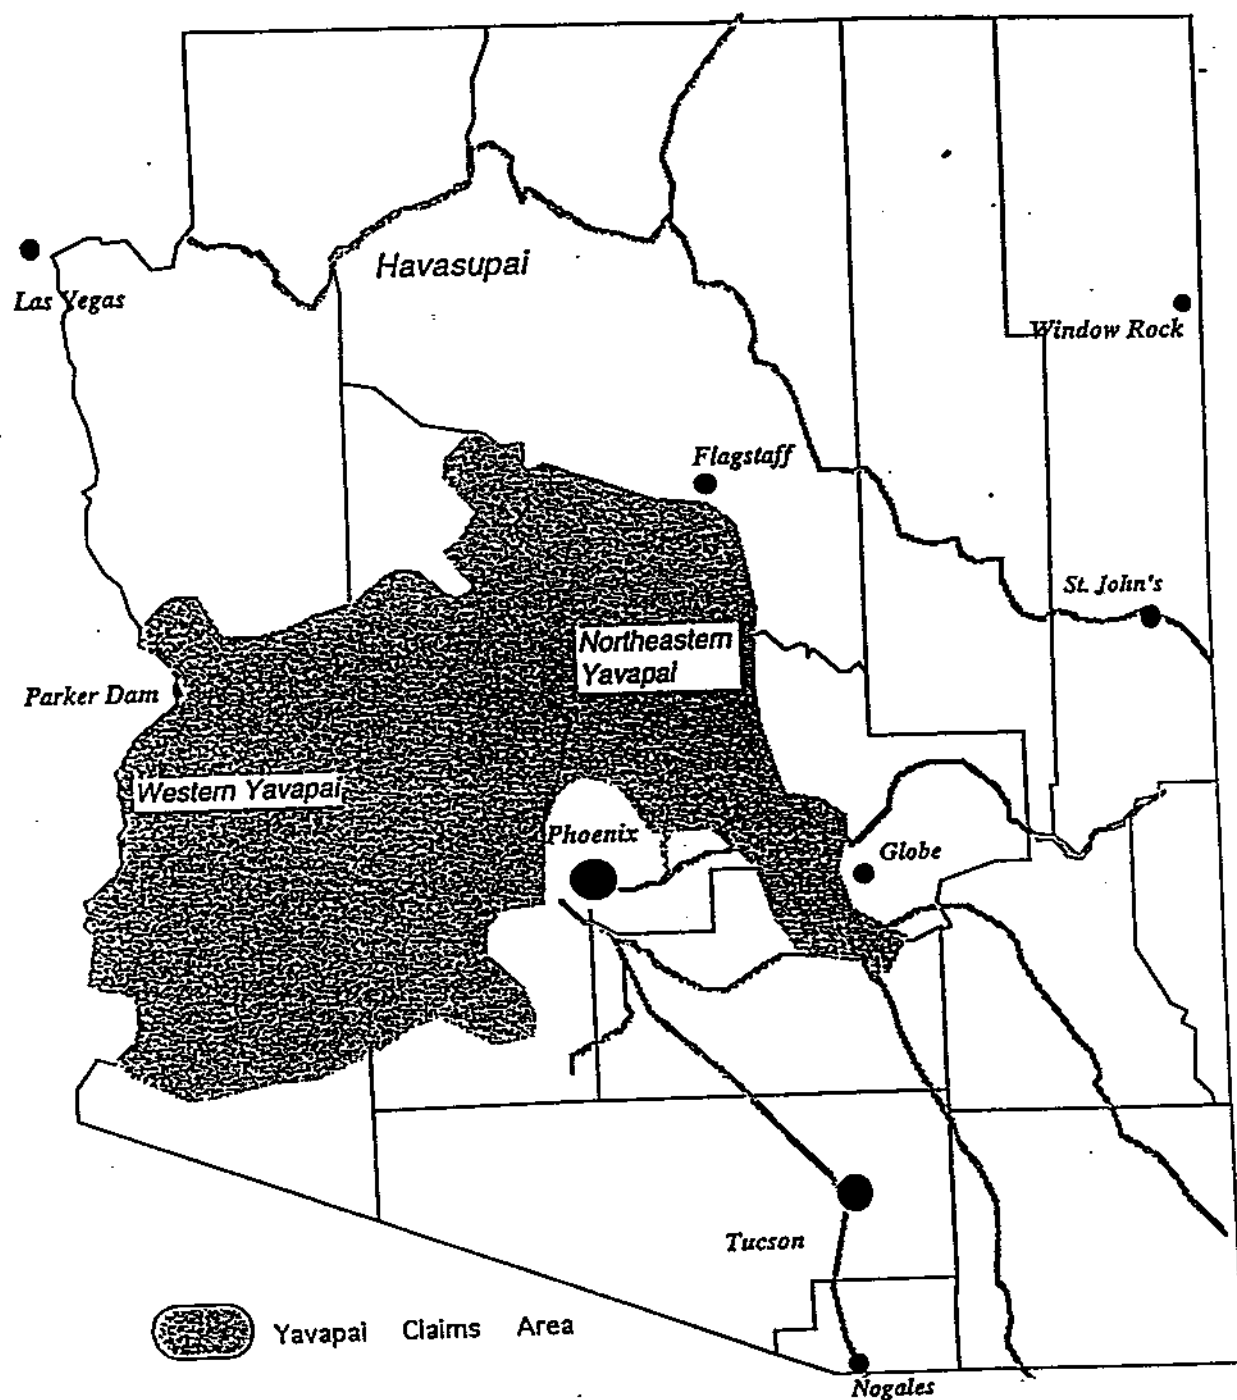 Havasupai
Las Vegas
Window Rock
Flagstaff
St. John's
Northeastern
Yavapai
Parker Dam
Western Yavapai
Phoenix
Globe
Tucson
Yavapai Claims Area
Nogales